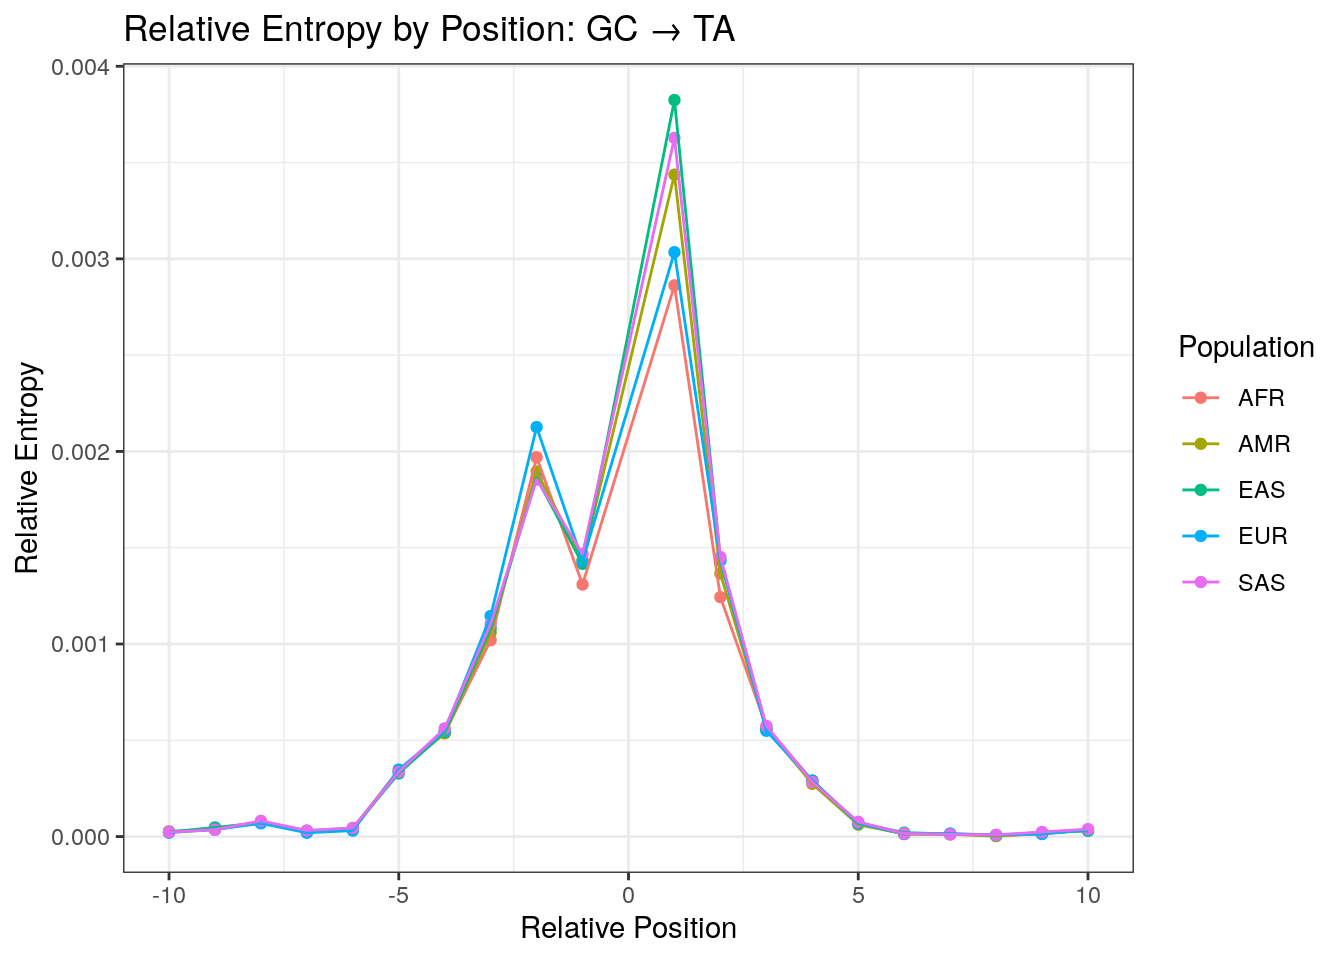 Relative Entropy by Position: GC → TA
0.004
0.003
0.002
0.001
0.000
Relative Entropy
-10 -5 0 5 10
Relative Position
Population
AFR
AMR
EAS
EUR
SAS